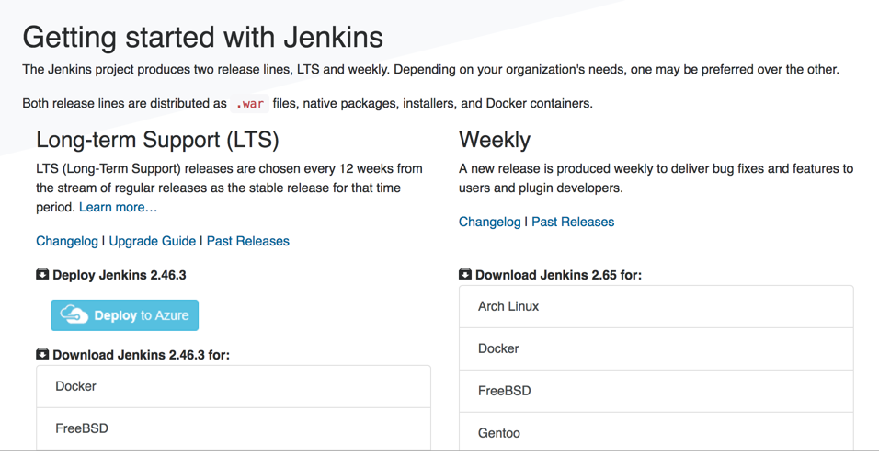 Getting started with Jenkins
The Jenkins project produces two release lines, LTS and weekly. Depending on your organization's needs, one may be preferred over the other.
Both release lines are distributed as .war files, native packages, installers, and Docker containers.
Long-term Support (LTS)
LTS (Long-Term Support) releases are chosen every 12 weeks from
the stream of regular releases as the stable release for that time
period. Learn more...
Changelog | Upgrade Guide | Past Releases
Deploy Jenkins 2.46.3
Deploy to Azure
Download Jenkins 2.46.3 for:
Docker
FreeBSD
Weekly
A new release is produced weekly to deliver bug fixes and features to
users and plugin developers.
Changelog | Past Releases
Download Jenkins 2.65 for:
Arch Linux
Docker
FreeBSD
Gentoo